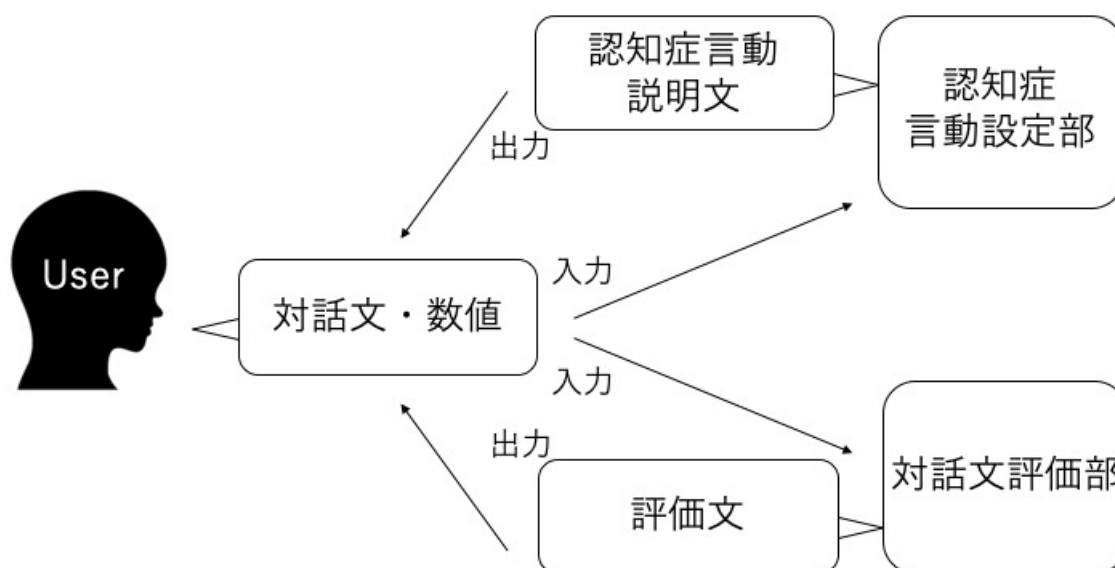 認知症言動
説明文
認知症
言動設定部
出力
User
対話文・数値
入力
入力
出力
評価文
対話文評価部